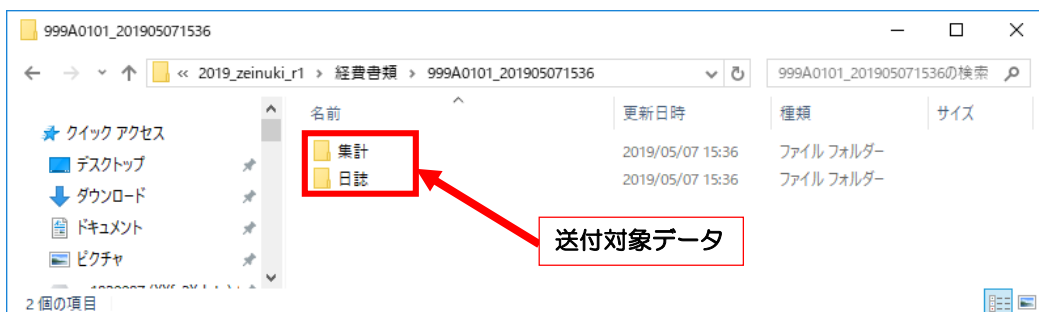 999A0101_201905071536
« 2019_zeinuki_r1 › 経費書類 › 999A0101_201905071536
999A0101_201905071536の検索
名前 更新日時 種類 サイズ
クイック アクセス
デスクトップ
ダウンロード
ドキュメント
ピクチャ
集計 2019/05/07 15:36 ファイル フォルダー
日誌 2019/05/07 15:36 ファイル フォルダー
送付対象データ
2 個の項目